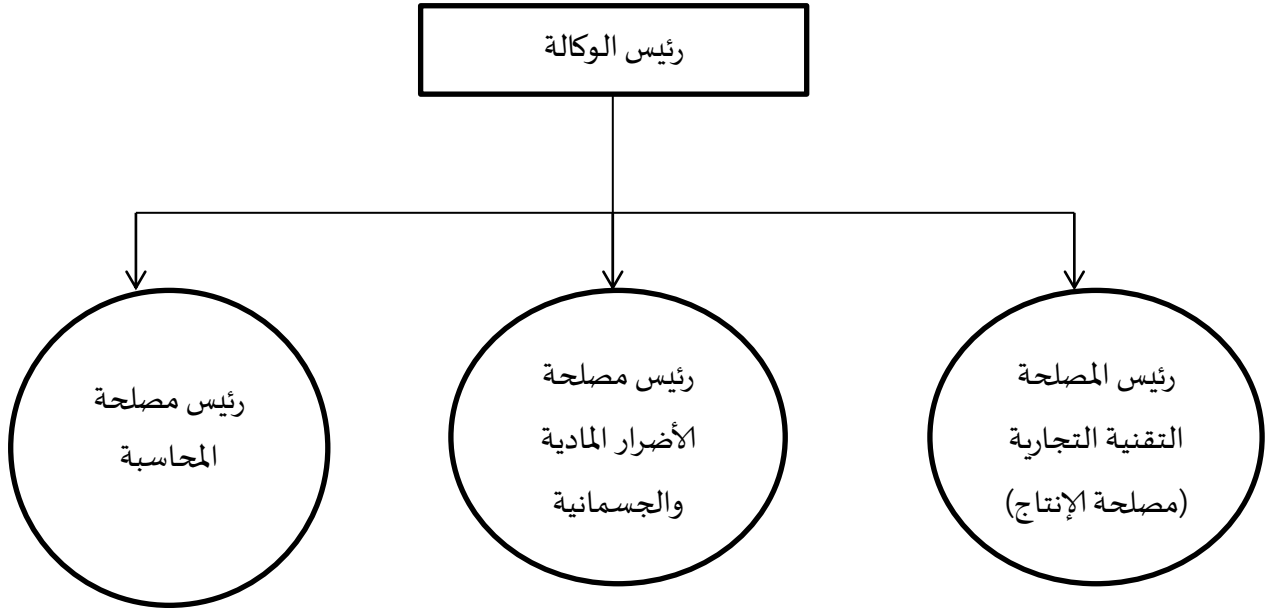 رئيس الوكالة
رئيس المصلحة
التقنية التجارية
(مصلحة الإنتاج)
رئيس مصلحة
الأضرار المادية
والجسمانية
رئيس مصلحة
المحاسبة